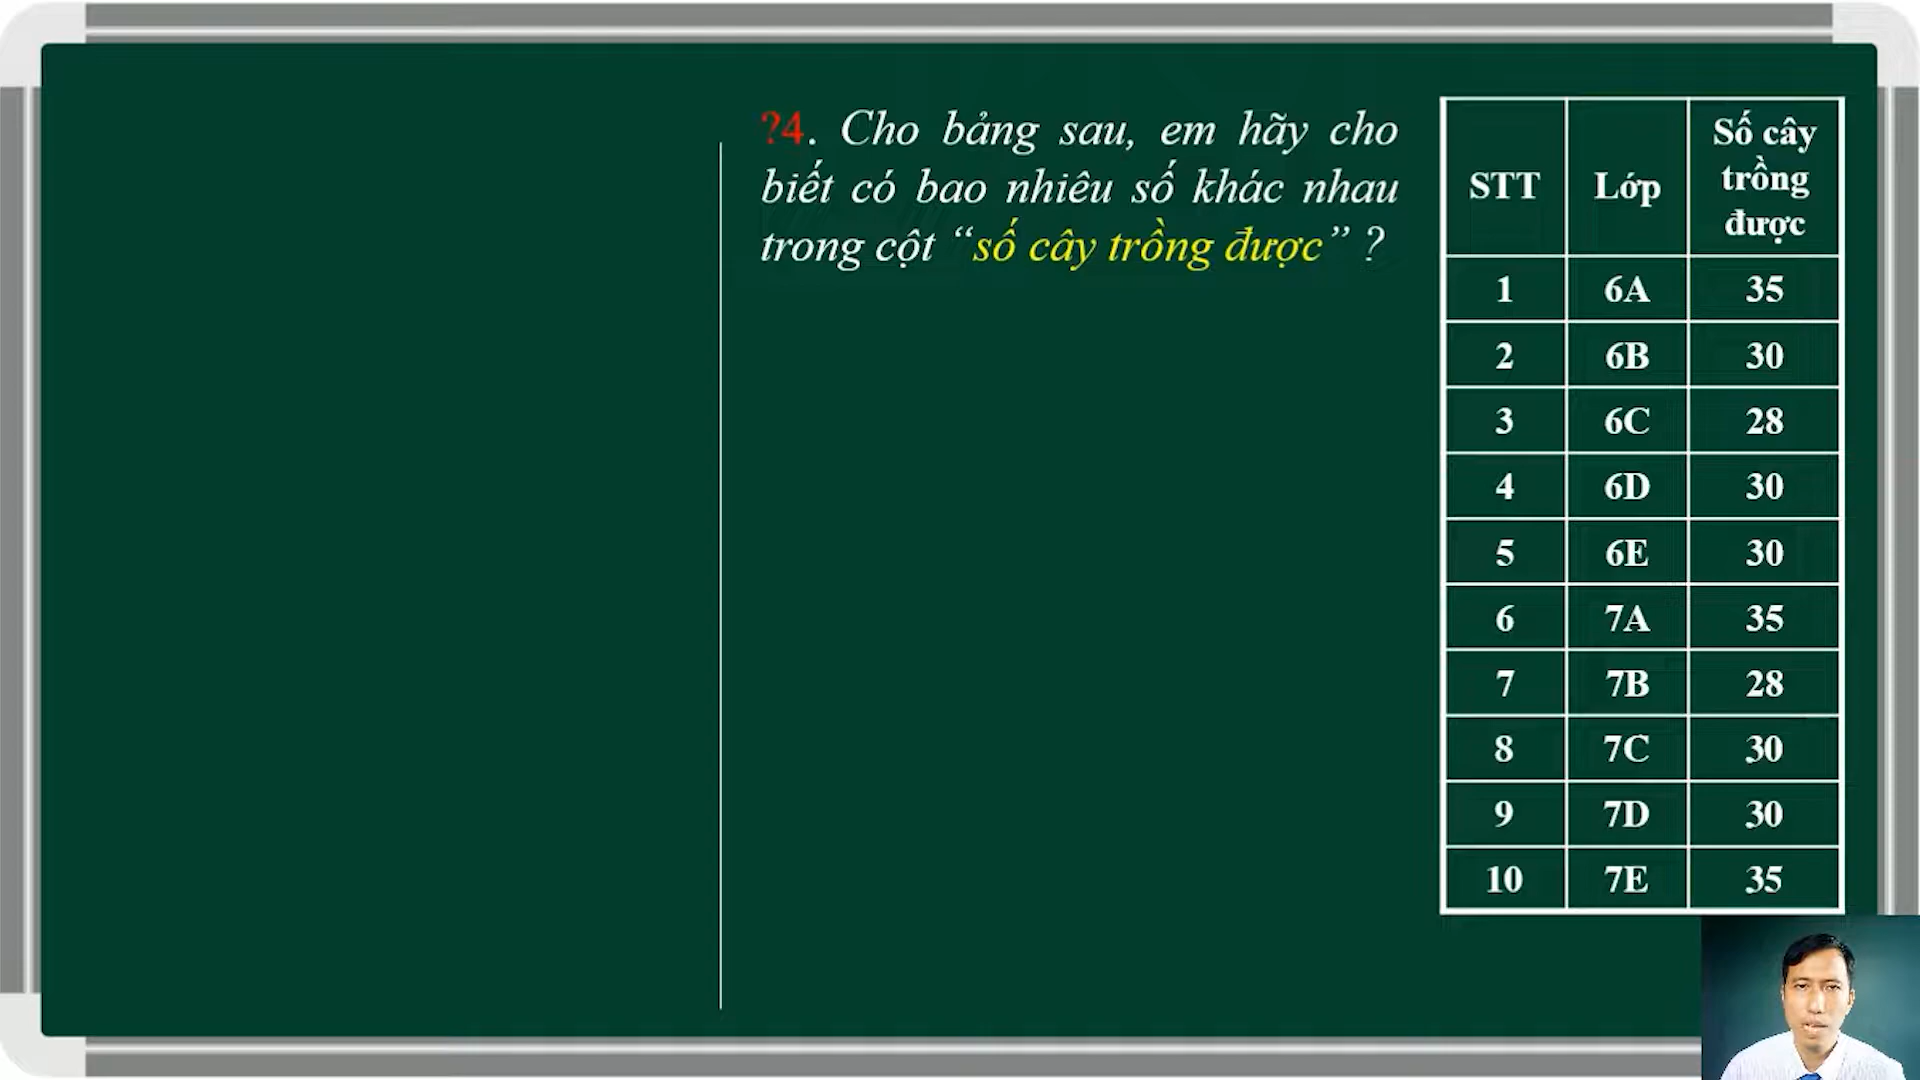 ?4. Cho bảng sau, em hãy cho
biết có bao nhiêu số khác nhau
trong cột “số cây trồng được” ?
STT Lớp Số cây trồng được
1 6A 35
2 6B 30
3 6C 28
4 6D 30
5 6E 30
6 7A 35
7 7B 28
8 7C 30
9 7D 30
10 7E 35